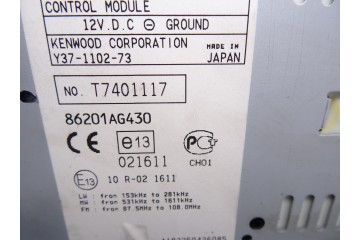 CONTROL MODULE
12V.D.C ⊖ GROUND
KENWOOD CORPORATION
Y37-1102-73
MADE IN
JAPAN
NO. T7401117
86201AG430
CE e13 PC
021611 CH01
E13 10 R-02 1611
LW : from 153kHz to 281kHz
MW : from 531kHz to 1611kHz
FM : from 87.5MHz to 108.0MHz